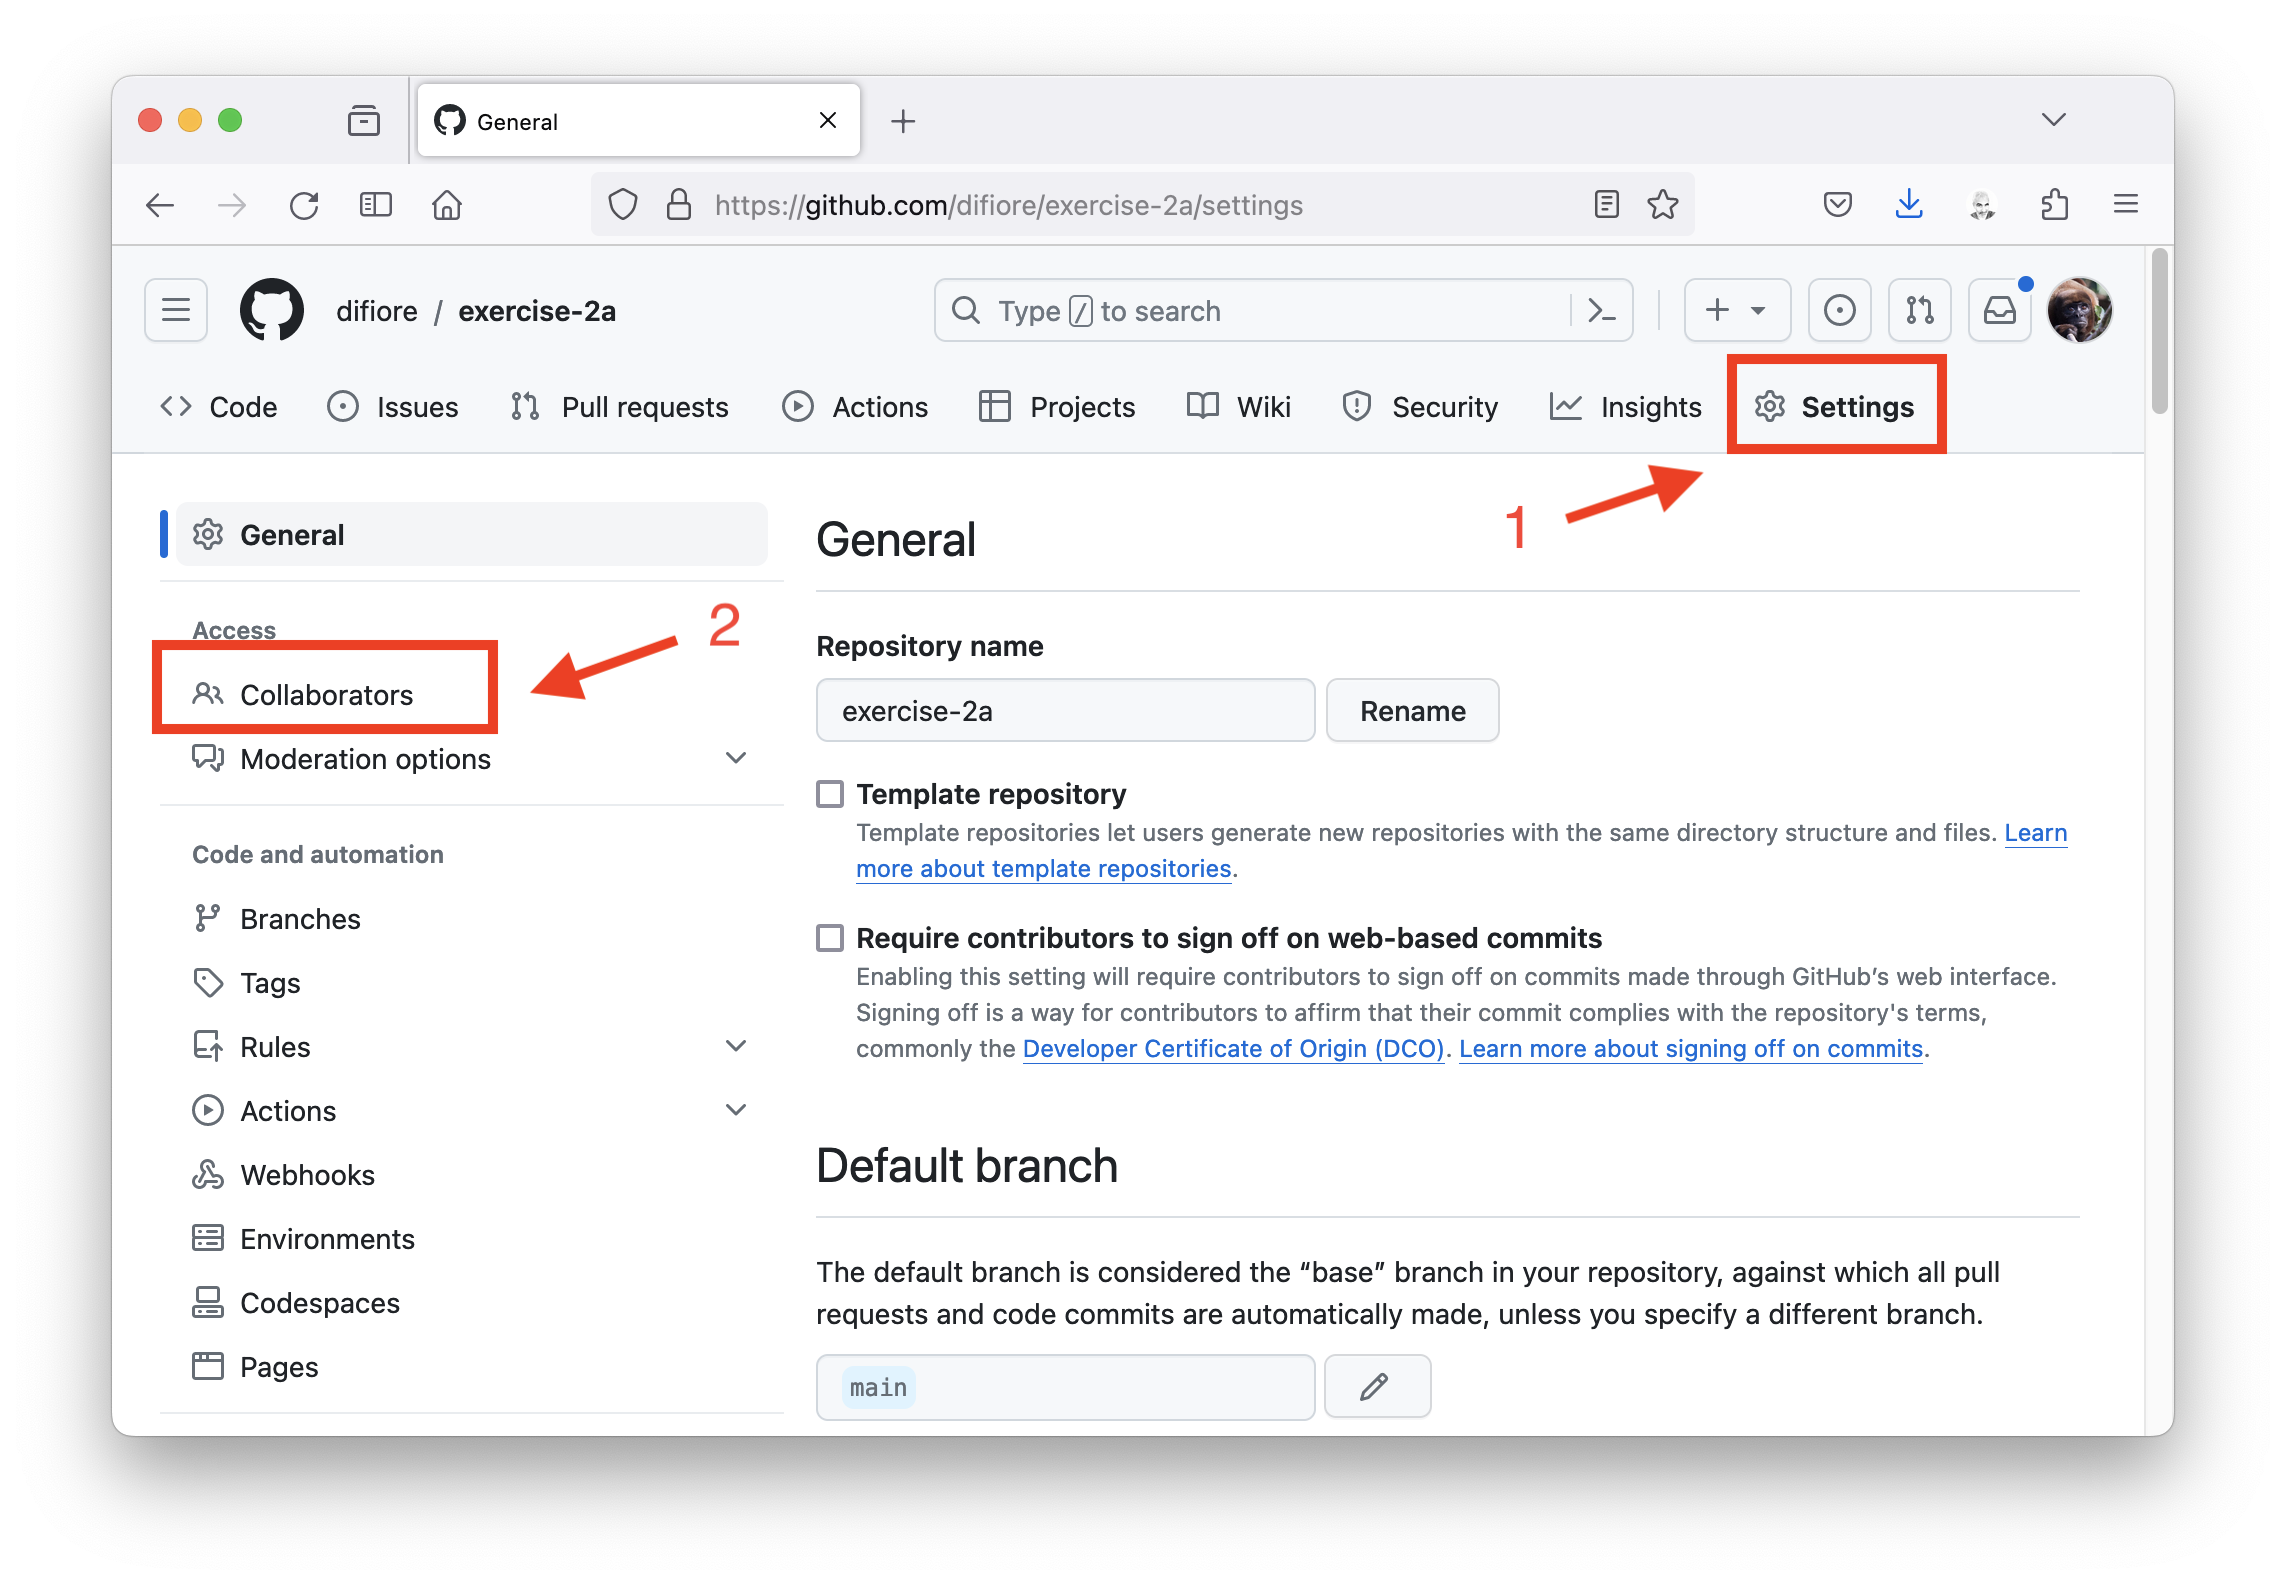 General
https://github.com/difiore/exercise-2a/settings
difiore / exercise-2a
Type / to search
Code
Issues
Pull requests
Actions
Projects
Wiki
Security
Insights
Settings
1
General
Access
2
Collaborators
Moderation options
Code and automation
Branches
Tags
Rules
Actions
Webhooks
Environments
Codespaces
Pages
General
Repository name
exercise-2a
Rename
Template repository
Template repositories let users generate new repositories with the same directory structure and files. Learn
more about template repositories.
Require contributors to sign off on web-based commits
Enabling this setting will require contributors to sign off on commits made through GitHub’s web interface.
Signing off is a way for contributors to affirm that their commit complies with the repository's terms,
commonly the Developer Certificate of Origin (DCO). Learn more about signing off on commits.
Default branch
The default branch is considered the “base” branch in your repository, against which all pull
requests and code commits are automatically made, unless you specify a different branch.
main